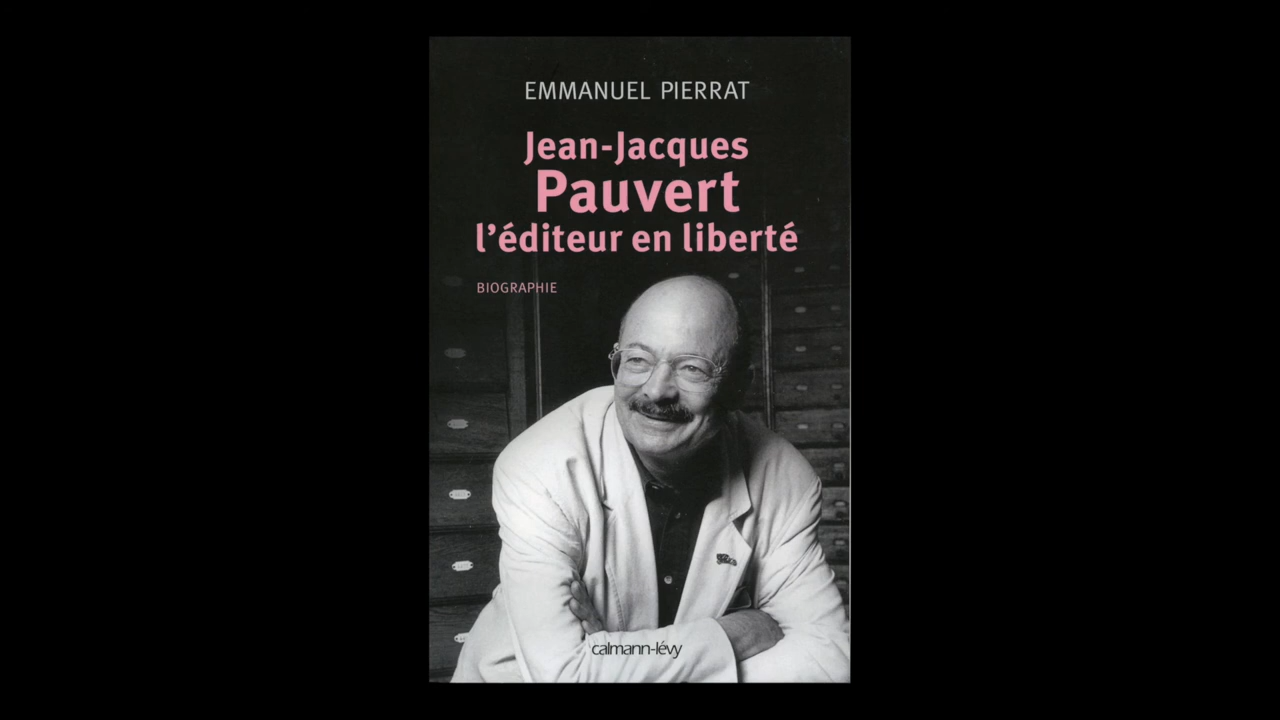 EMMANUEL PIERRAT
Jean-Jacques
Pauvert
l'éditeur en liberté
BIOGRAPHIE
calmann-lévy